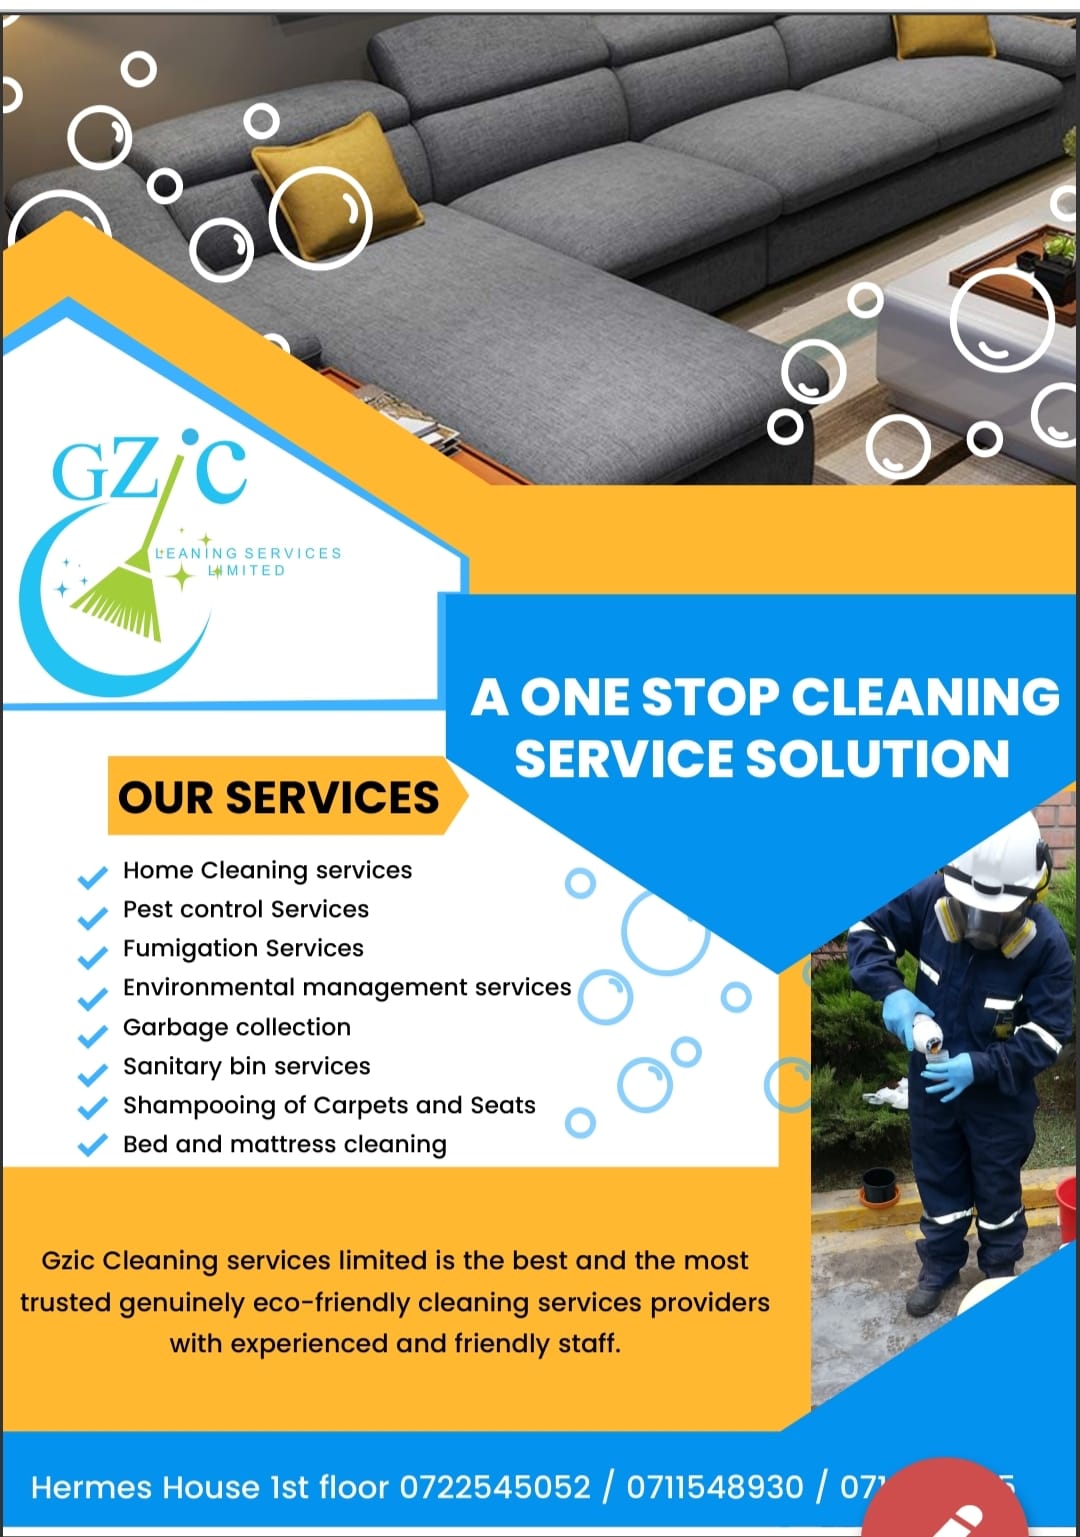 GZiC
LEANING SERVICES
LIMITED
A ONE STOP CLEANING
SERVICE SOLUTION
OUR SERVICES
Home Cleaning services
Pest control Services
Fumigation Services
Environmental management services
Garbage collection
Sanitary bin services
Shampooing of Carpets and Seats
Bed and mattress cleaning
Gzic Cleaning services limited is the best and the most
trusted genuinely eco-friendly cleaning services providers
with experienced and friendly staff.
Hermes House 1st floor 0722545052 / 0711548930 /